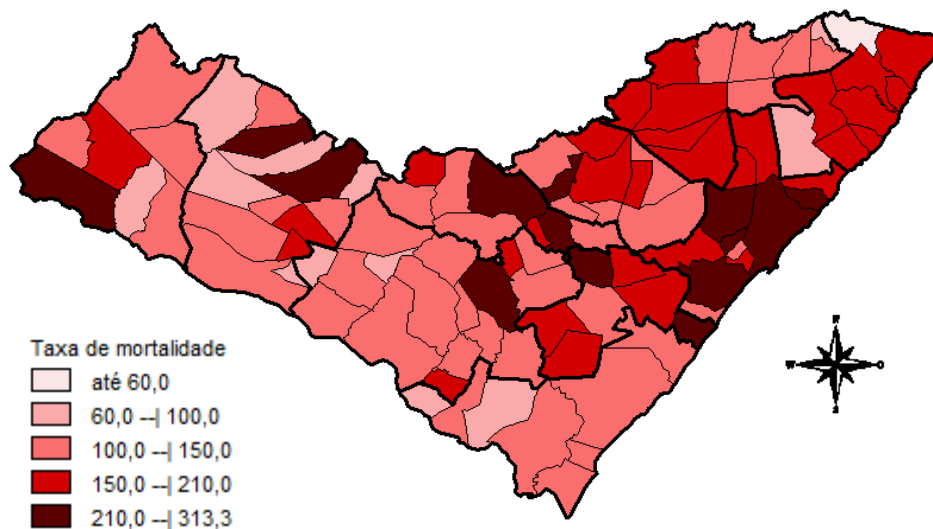 Taxa de mortalidade
até 60,0
60,0 --| 100,0
100,0 --| 150,0
150,0 --| 210,0
210,0 --| 313,3
N
W
O
S